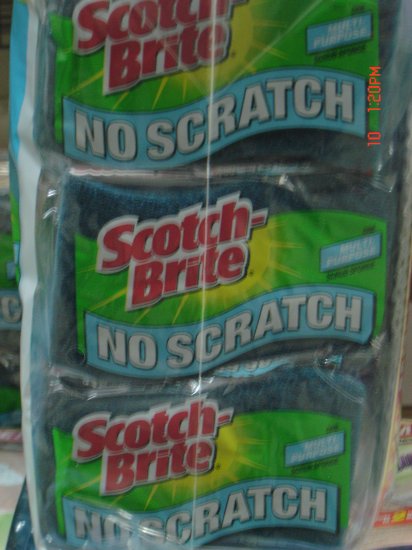 Scotch-
Brite
MULTI
PURPOSE
NO SCRATCH
10 1:20PM
Scotch-
Brite
MULTI
PURPOSE
NO SCRATCH
Scotch-
Brite
MULTI
PURPOSE
NO SCRATCH